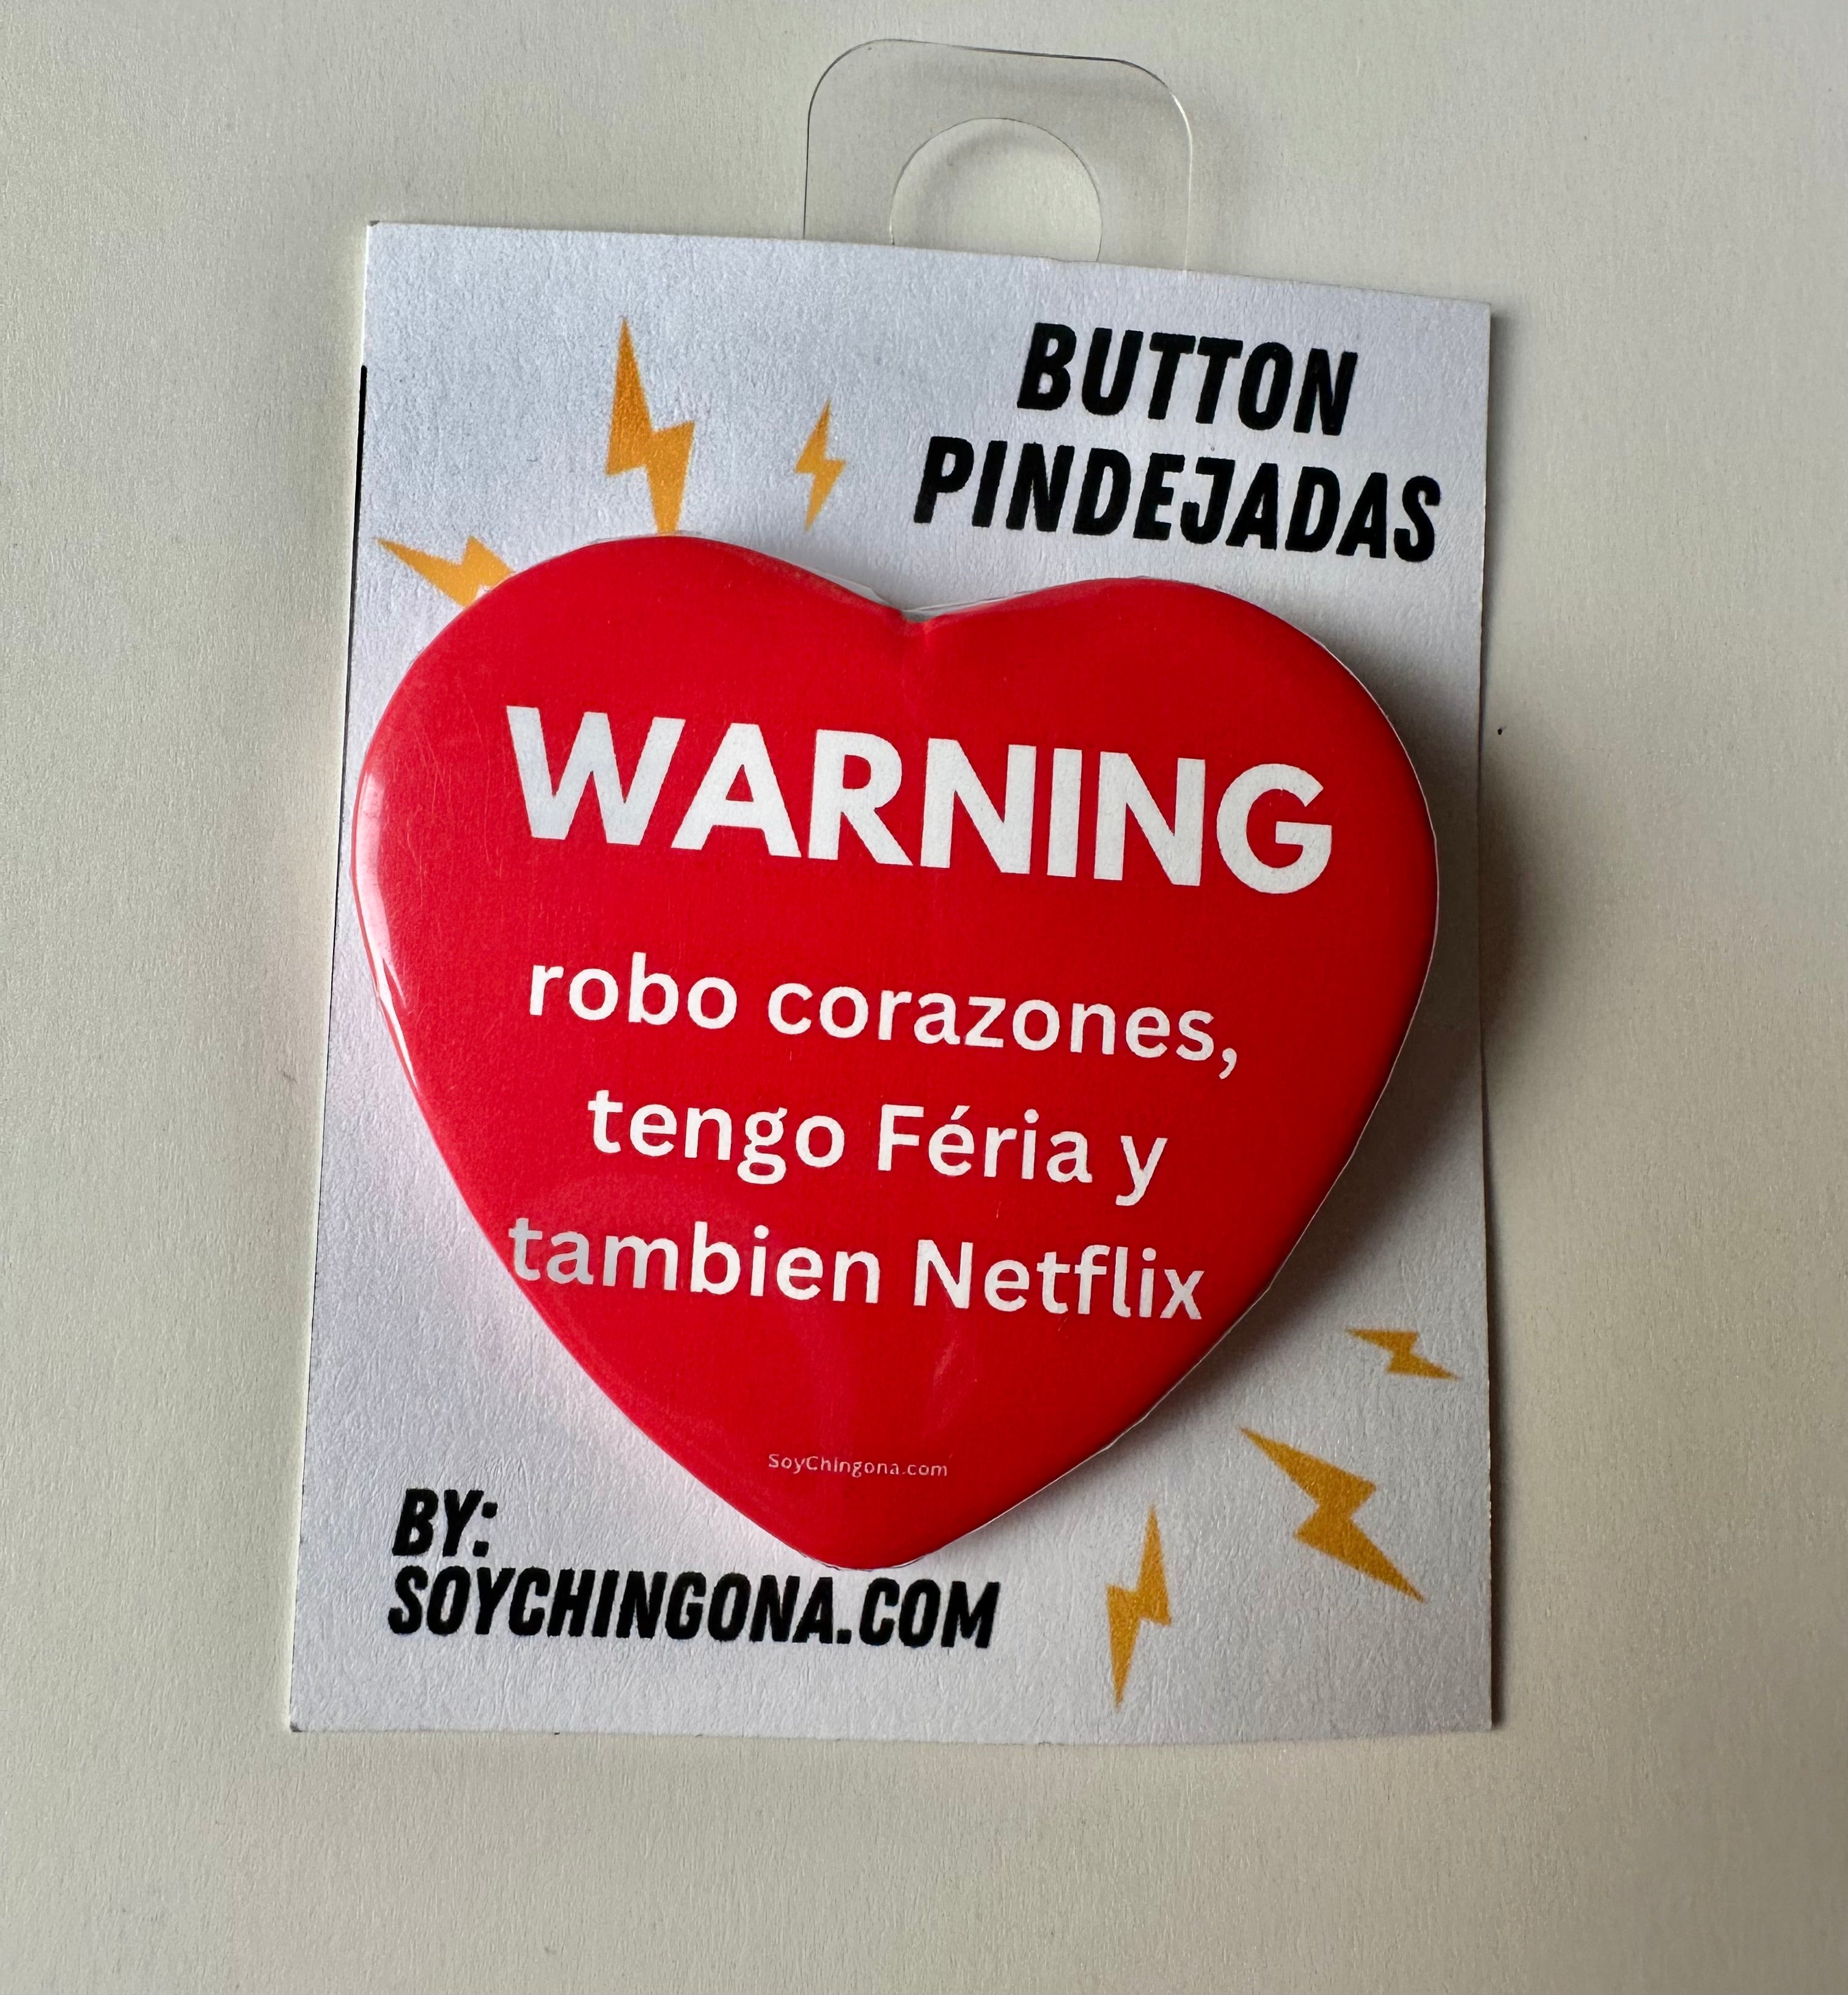 BUTTON
PINDEJADAS
WARNING
robo corazones,
tengo Féria y
tambien Netflix
SoyChingona.com
BY:
SOYCHINGONA.COM